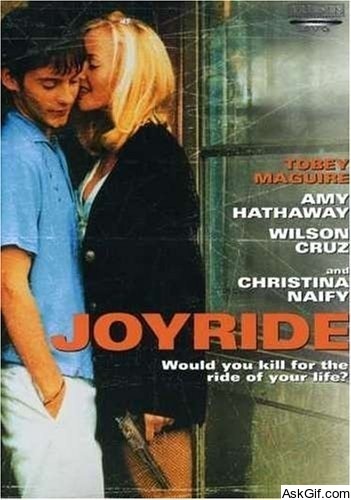 TOBEY
MAGUIRE
AMY
HATHAWAY
WILSON
CRUZ
and
CHRISTINA
NAIFY
JOYRIDE
Would you kill for the
ride of your life?
AskGif.com